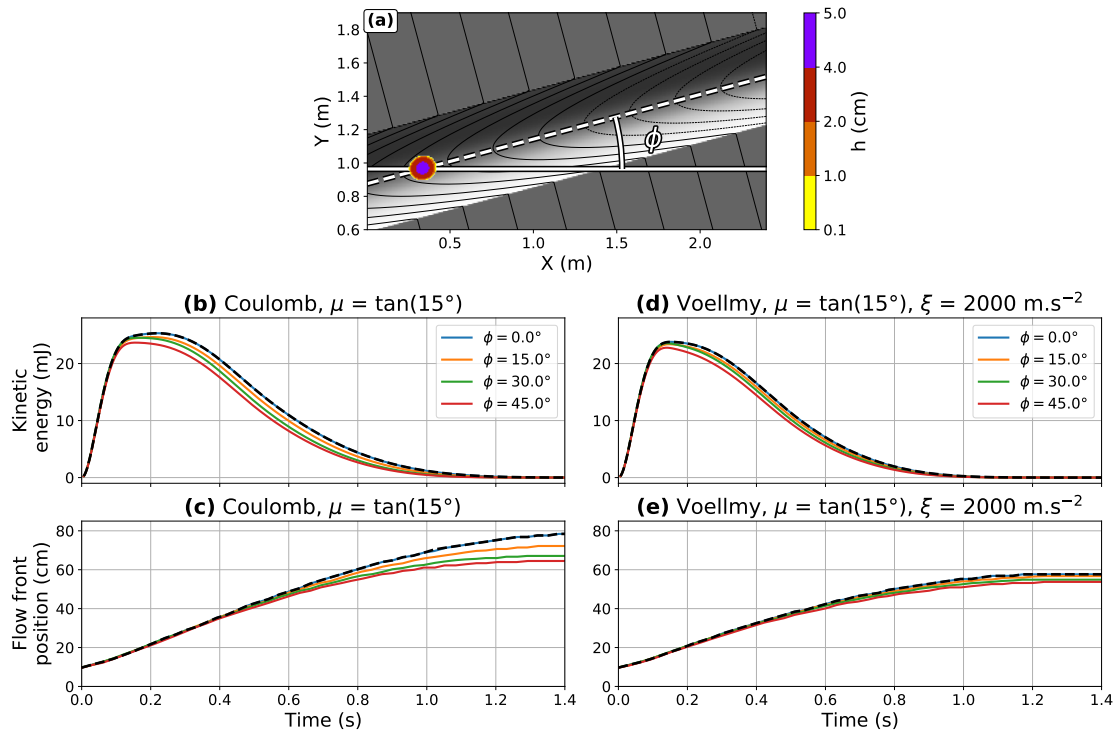 (a)
1.8
1.6
1.4
1.2
1.0
0.8
0.6
Y (m)
ϕ
0.5
1.0
1.5
2.0
X (m)
5.0
4.0
2.0
1.0
0.1
h (cm)
(b) Coulomb, μ = tan(15°)
20
10
0
Kinetic
energy (mJ)
ϕ = 0.0°
ϕ = 15.0°
ϕ = 30.0°
ϕ = 45.0°
(d) Voellmy, μ = tan(15°), ξ = 2000 m.s⁻²
20
10
0
ϕ = 0.0°
ϕ = 15.0°
ϕ = 30.0°
ϕ = 45.0°
(c) Coulomb, μ = tan(15°)
80
60
40
20
0
Flow front
position (cm)
0.0
0.2
0.4
0.6
0.8
1.0
1.2
1.4
Time (s)
(e) Voellmy, μ = tan(15°), ξ = 2000 m.s⁻²
80
60
40
20
0
0.0
0.2
0.4
0.6
0.8
1.0
1.2
1.4
Time (s)